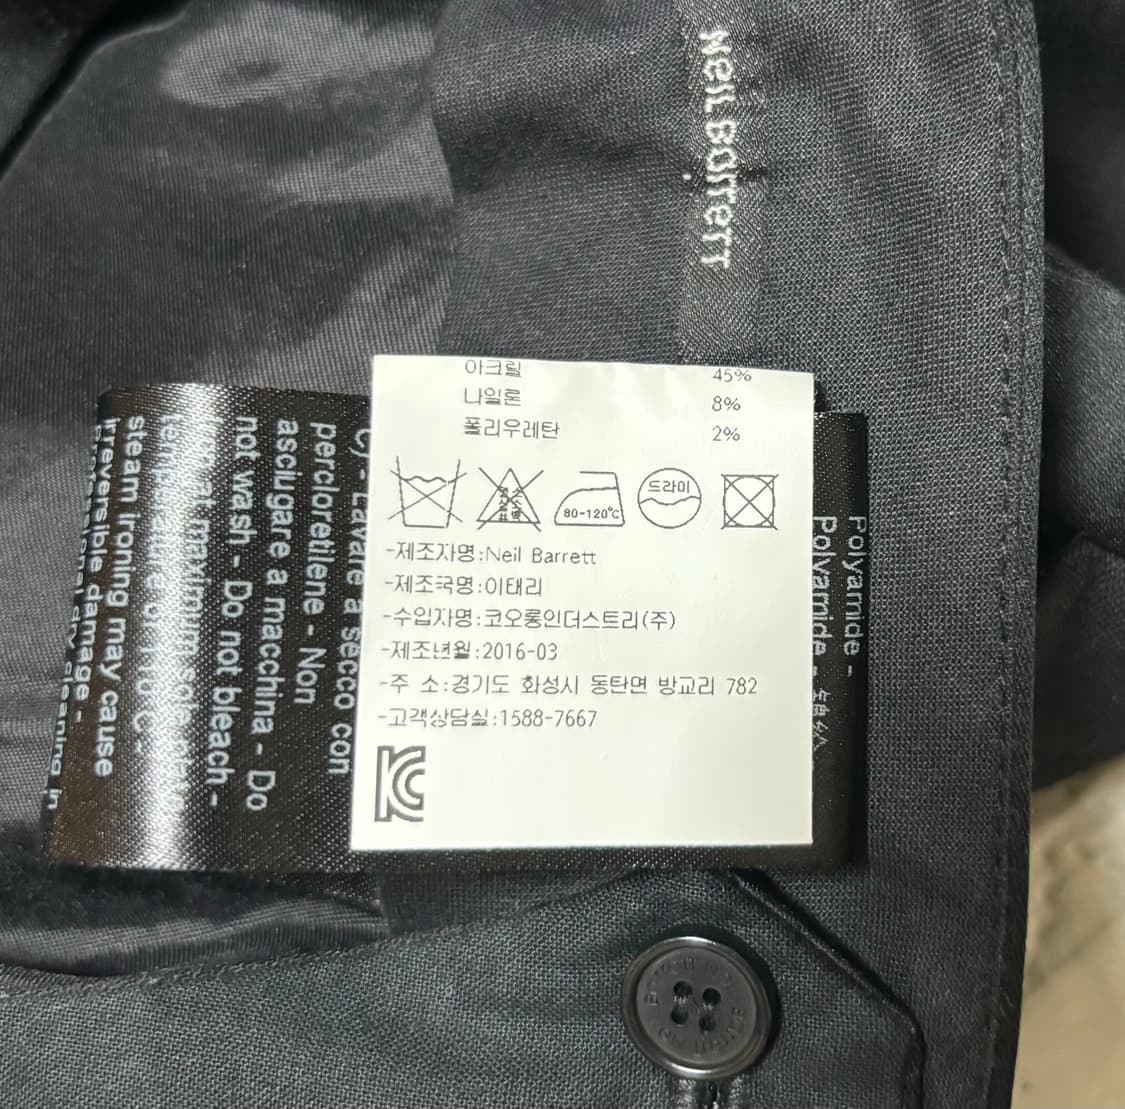 NEIL BarrETT
아크릴 45%
나일론 8%
폴리우레탄 2%
80-120℃
드라이
-제조자명:Neil Barrett
-제조국명:이태리
-수입자명:코오롱인더스트리(주)
-제조년월:2016-03
-주 소:경기도 화성시 동탄면 방교리 782
-고객상담실:1588-7667
Polyamide -
Polyamide -
C) - Lavare a secco con
percloretilene - Non
asciugare a macchina - Do
not wash - Do not bleach -
at maximum
steam ironing may cause
irreversible damage -
dry cleaning in